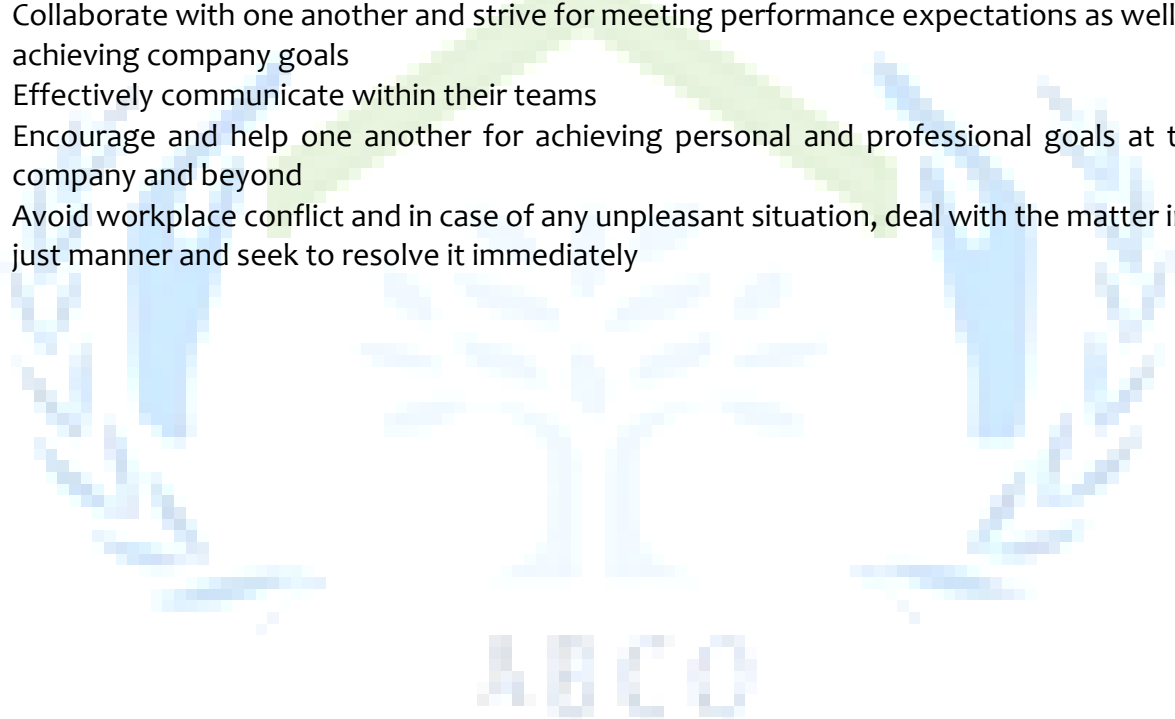 Collaborate with one another and strive for meeting performance expectations as well
achieving company goals
Effectively communicate within their teams
Encourage and help one another for achieving personal and professional goals at t
company and beyond
Avoid workplace conflict and in case of any unpleasant situation, deal with the matter i
just manner and seek to resolve it immediately
ABCO